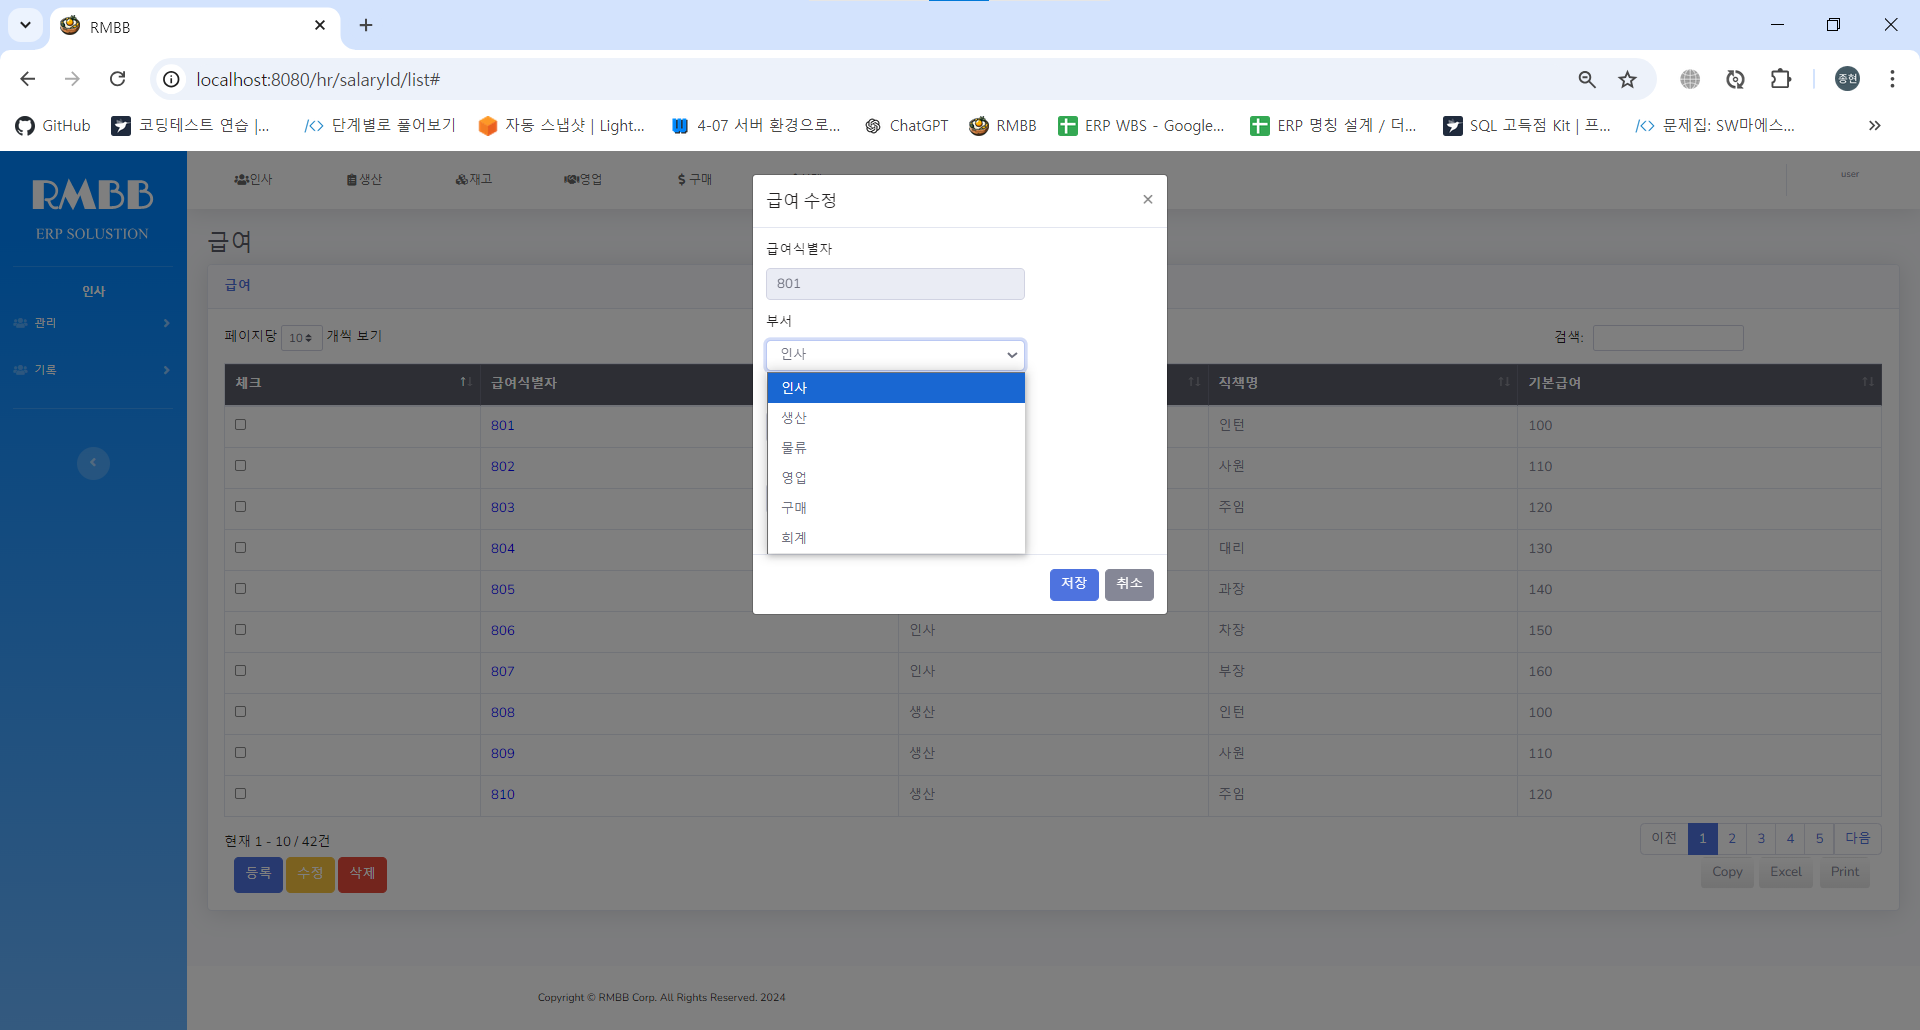 RMBB
localhost:8080/hr/salaryId/list#
종현
GitHub
코딩테스트 연습 |...
단계별로 풀어보기
자동 스냅샷 | Light...
4-07 서버 환경으로...
ChatGPT
RMBB
ERP WBS - Google...
ERP 명칭 설계 / 더...
SQL 고득점 Kit | 프...
문제집: SW마에스...
RMBB
ERP SOLUSTION
인사
관리
기록
인사
생산
재고
영업
구매
user
급여
급여
페이지당 10 개씩 보기
검색:
체크 급여식별자 직책명 기본급여
801 인턴 100
802 사원 110
803 주임 120
804 대리 130
805 과장 140
806 인사 차장 150
807 인사 부장 160
808 생산 인턴 100
809 생산 사원 110
810 생산 주임 120
현재 1 - 10 / 42건
이전 1 2 3 4 5 다음
등록 수정 삭제
Copy Excel Print
Copyright © RMBB Corp. All Rights Reserved. 2024
급여 수정
×
급여식별자
801
부서
인사
인사
생산
물류
영업
구매
회계
저장 취소